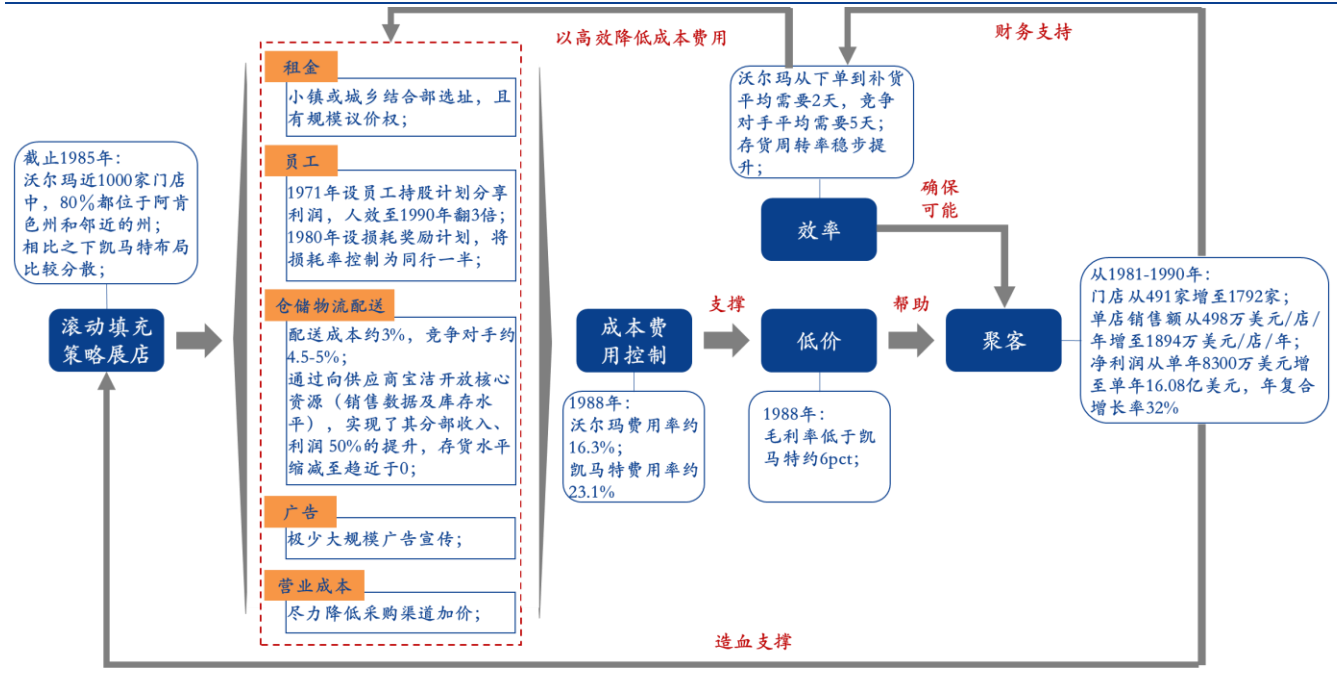 以高效降低成本费用
财务支持
截止1985年：
沃尔玛近1000家门店
中，80%都位于阿肯
色州和邻近的州；
相比之下凯马特布局
比较分散；
滚动填充
策略展店
租金
小镇或城乡结合部选址，且
有规模议价权；
员工
1971年设员工持股计划分享
利润，人效至1990年翻3倍；
1980年设损耗奖励计划，将
损耗率控制为同行一半；
仓储物流配送
配送成本约3%，竞争对手约
4.5-5%；
通过向供应商宝洁开放核心
资源（销售数据及库存水
平），实现了其分部收入、
利润50%的提升，存货水平
缩减至趋近于0；
广告
极少大规模广告宣传；
营业成本
尽力降低采购渠道加价；
成本费
用控制
1988年：
沃尔玛费用率约
16.3%；
凯马特费用率约
23.1%
支撑
沃尔玛从下单到补货
平均需要2天，竞争
对手平均需要5天；
存货周转率稳步提
升；
效率
确保
可能
低价
1988年：
毛利率低于凯
马特约6pct；
帮助
聚客
从1981-1990年：
门店从491家增至1792家；
单店销售额从498万美元/店/
年增至1894万美元/店/年；
净利润从单年8300万美元增
至单年16.08亿美元，年复合
增长率32%
造血支撑